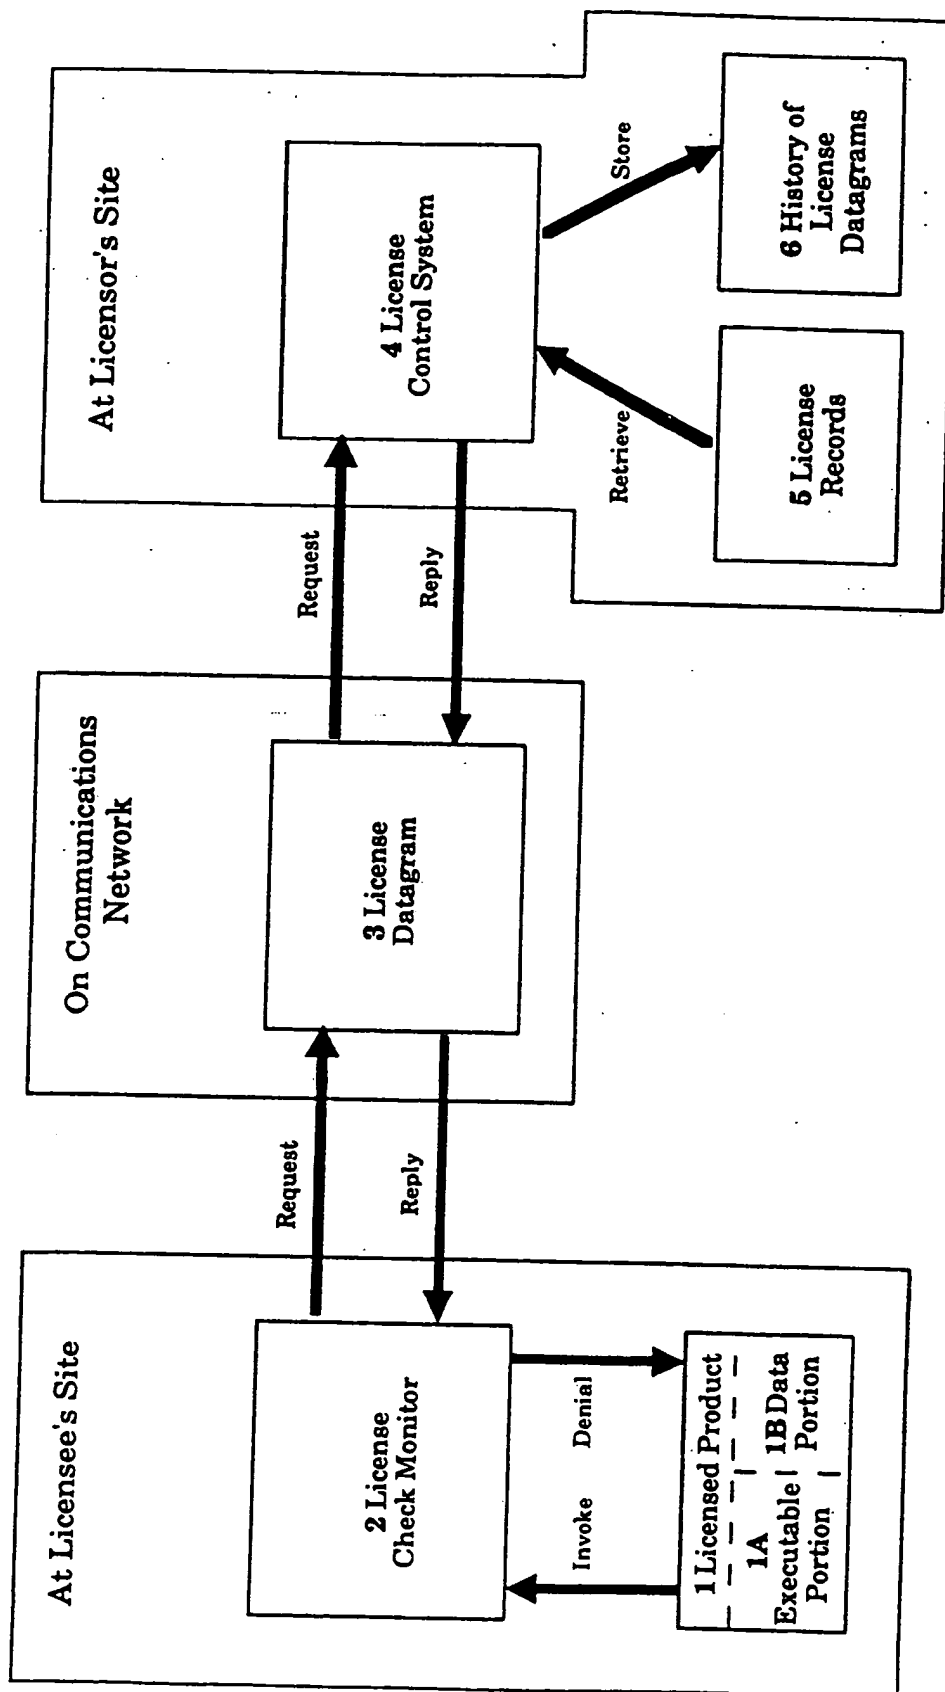 At Licensee's Site
2 License
Check Monitor
Invoke
Denial
1 Licensed Product
1A
Executable
Portion
1B Data
Portion
Request
Reply
On Communications
Network
3 License
Datagram
Request
Reply
At Licensor's Site
4 License
Control System
Retrieve
Store
5 License
Records
6 History of
License
Datagrams